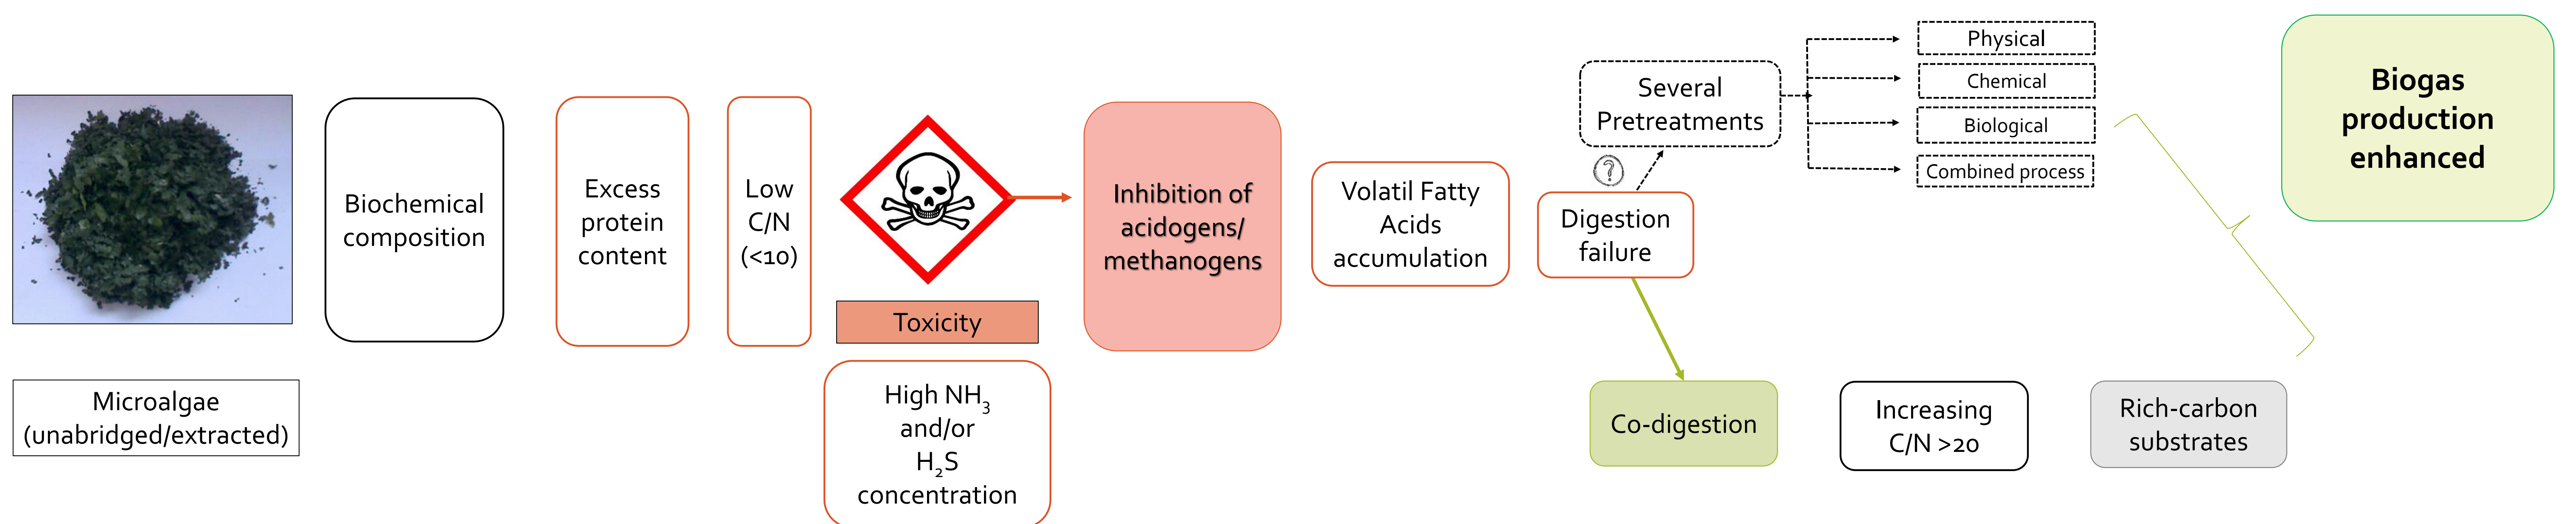 Microalgae
(unabridged/extracted)
Biochemical
composition
Excess
protein
content
Low
C/N
(<10)
Toxicity
High NH₃
and/or
H₂S
concentration
Inhibition of
acidogens/
methanogens
Volatil Fatty
Acids
accumulation
Digestion
failure
?
Several
Pretreatments
Physical
Chemical
Biological
Combined process
Co-digestion
Increasing
C/N >20
Rich-carbon
substrates
Biogas
production
enhanced